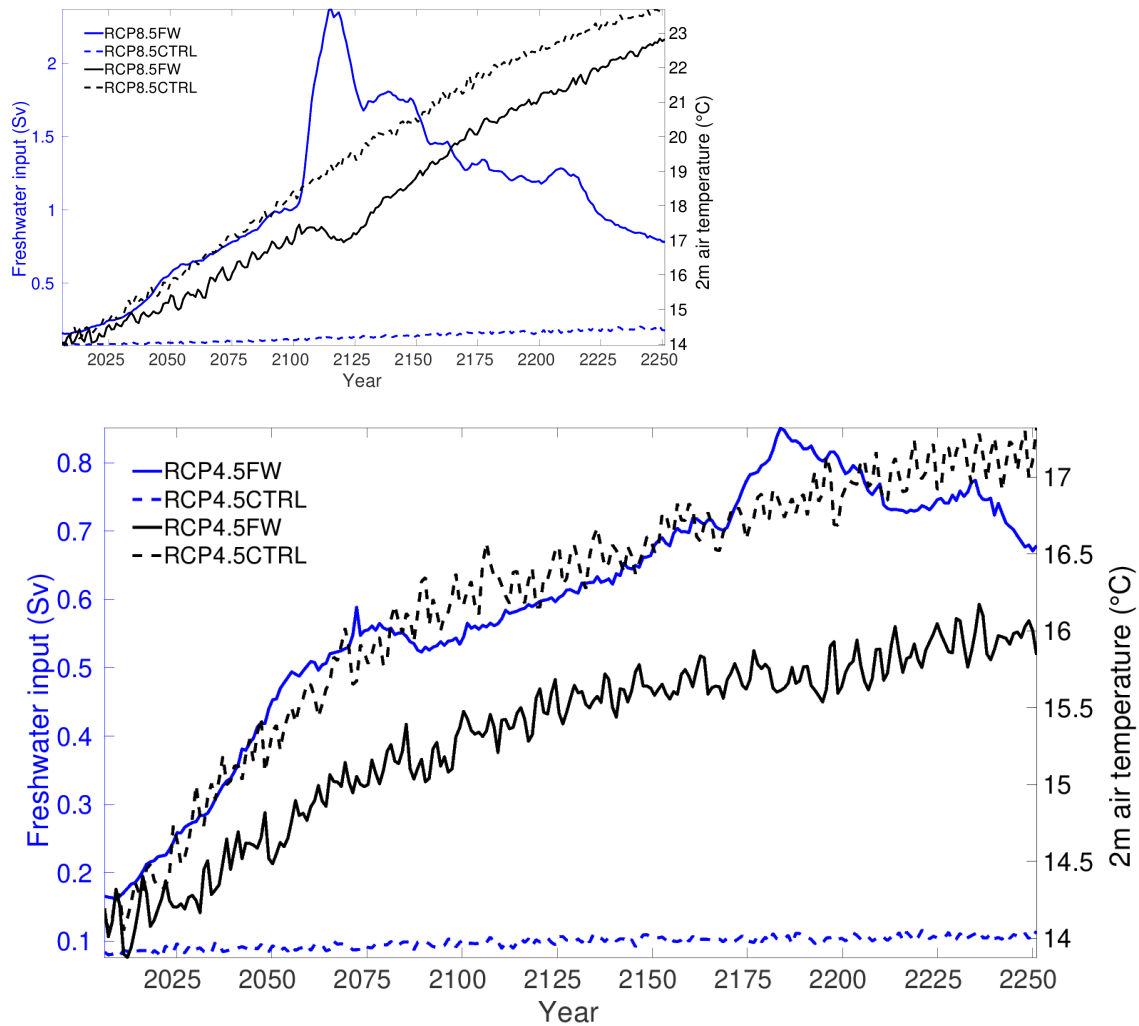 RCP8.5FW
RCP8.5CTRL
RCP8.5FW
RCP8.5CTRL
Freshwater input (Sv)
2
1.5
1
0.5
23
22
21
20
19
18
17
16
15
14
2m air temperature (°C)
2025 2050 2075 2100 2125 2150 2175 2200 2225 2250
Year
RCP4.5FW
RCP4.5CTRL
RCP4.5FW
RCP4.5CTRL
Freshwater input (Sv)
0.8
0.7
0.6
0.5
0.4
0.3
0.2
0.1
17
16.5
16
15.5
15
14.5
14
2m air temperature (°C)
2025 2050 2075 2100 2125 2150 2175 2200 2225 2250
Year